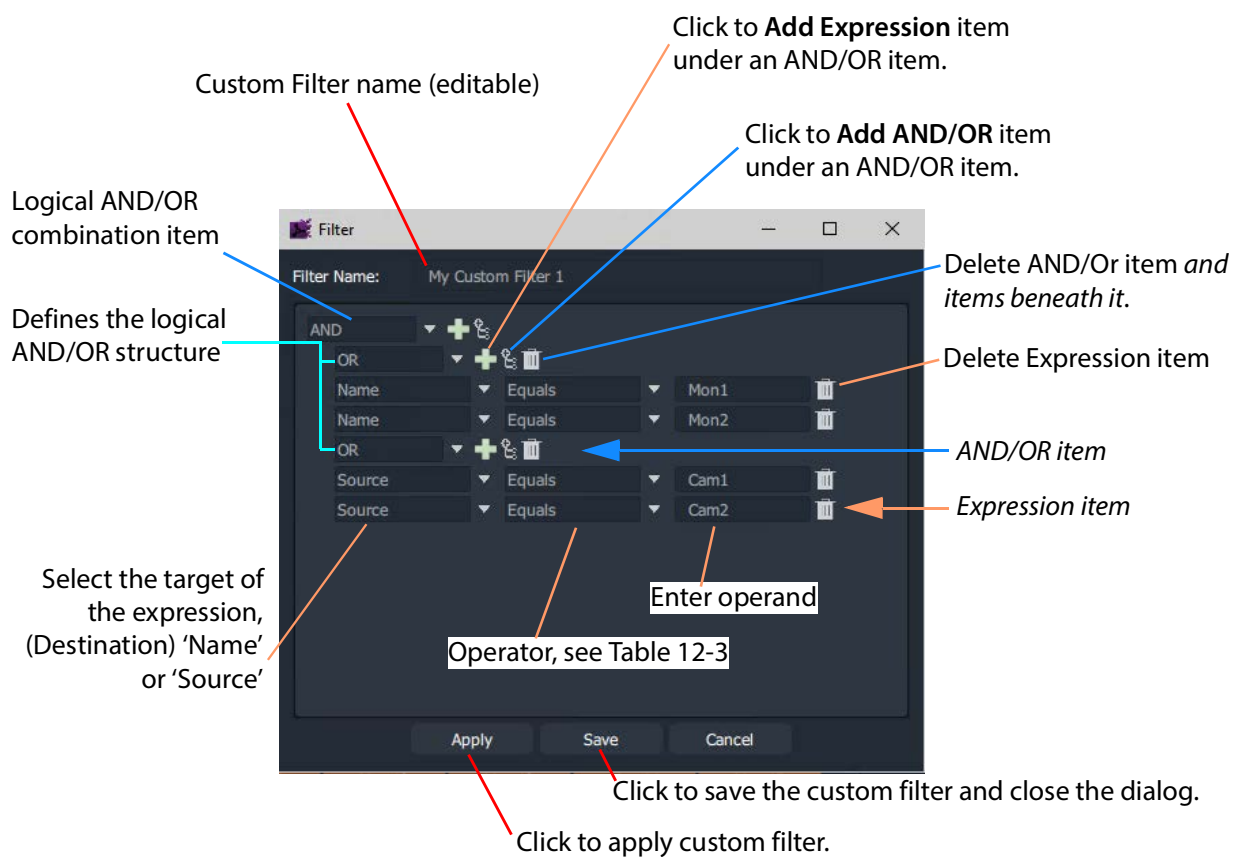 Click to Add Expression item
under an AND/OR item.
Custom Filter name (editable)
Click to Add AND/OR item
under an AND/OR item.
Logical AND/OR
combination item
Filter
Filter Name: My Custom Filter 1
Delete AND/Or item and
items beneath it.
Defines the logical
AND/OR structure
AND
OR
Delete Expression item
Name Equals Mon1
Name Equals Mon2
OR
AND/OR item
Source Equals Cam1
Source Equals Cam2
Expression item
Select the target of
the expression,
(Destination) ‘Name’
or ‘Source’
Enter operand
Operator, see Table 12-3
Apply Save Cancel
Click to save the custom filter and close the dialog.
Click to apply custom filter.